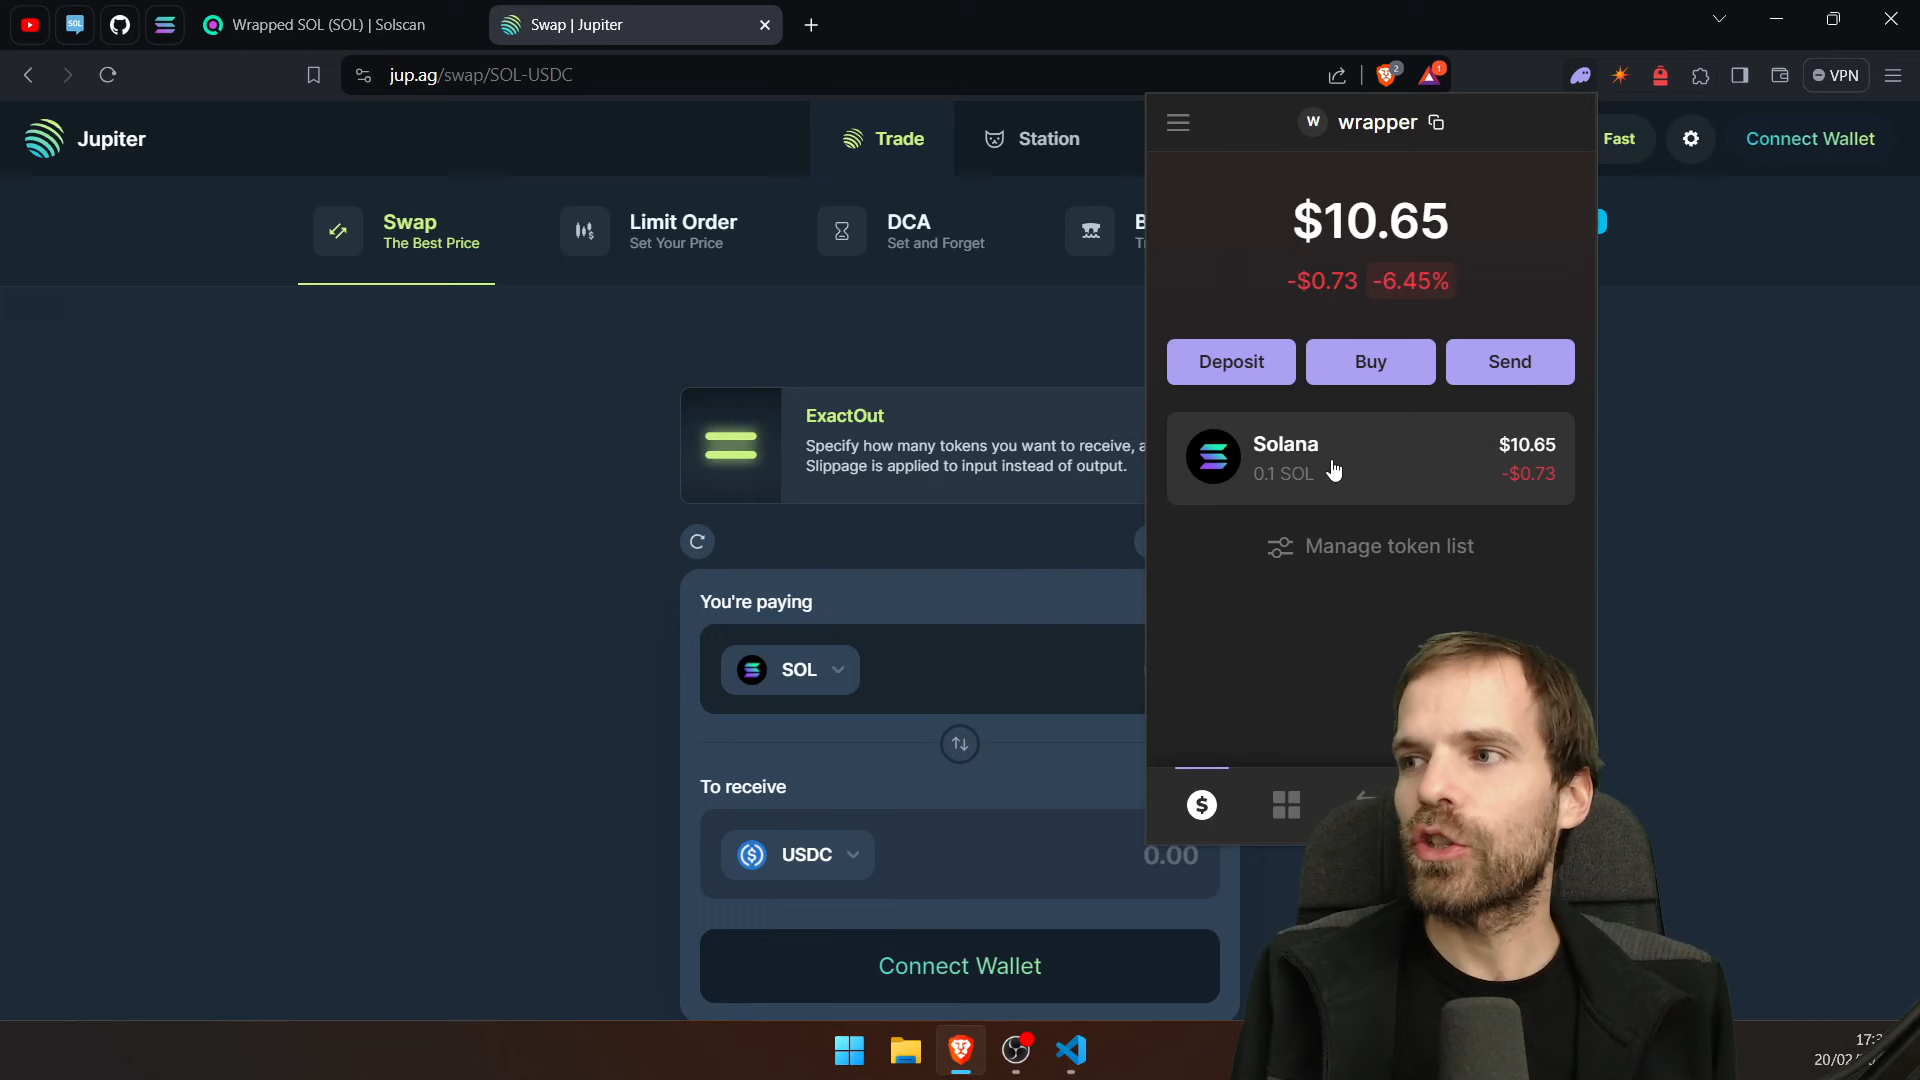 SOL
Wrapped SOL (SOL) | Solscan
Swap | Jupiter
jup.ag/swap/SOL-USDC
2
1
VPN
Jupiter
Trade
Station
W
wrapper
Fast
Connect Wallet
Swap
The Best Price
Limit Order
Set Your Price
DCA
Set and Forget
$10.65
-$0.73 -6.45%
Deposit
Buy
Send
ExactOut
Specify how many tokens you want to receive,
Slippage is applied to input instead of output.
Solana
$10.65
0.1 SOL
-$0.73
Manage token list
You're paying
SOL
To receive
USDC
0.00
Connect Wallet